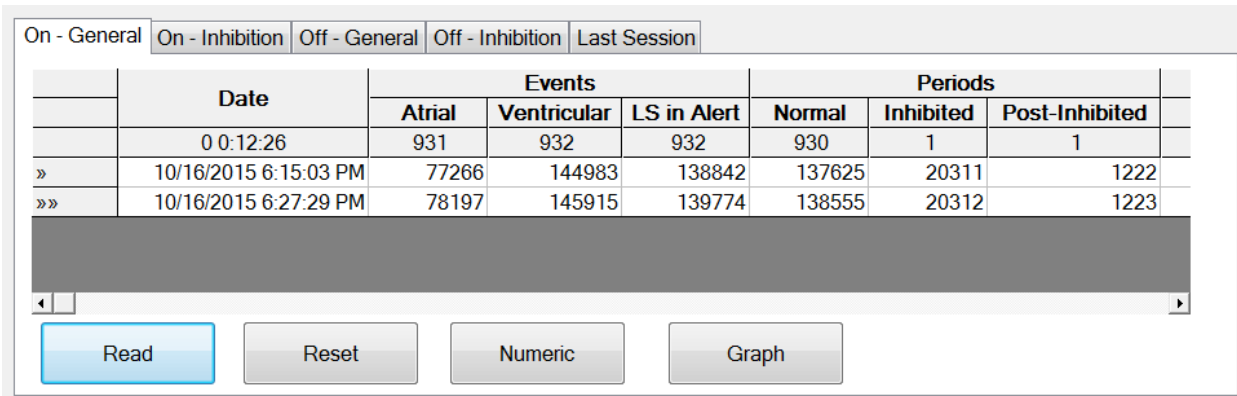 On - General On - Inhibition Off - General Off - Inhibition Last Session
Date Events Periods
Atrial Ventricular LS in Alert Normal Inhibited Post-Inhibited
0 0:12:26 931 932 932 930 1 1
» 10/16/2015 6:15:03 PM 77266 144983 138842 137625 20311 1222
»» 10/16/2015 6:27:29 PM 78197 145915 139774 138555 20312 1223
Read Reset Numeric Graph